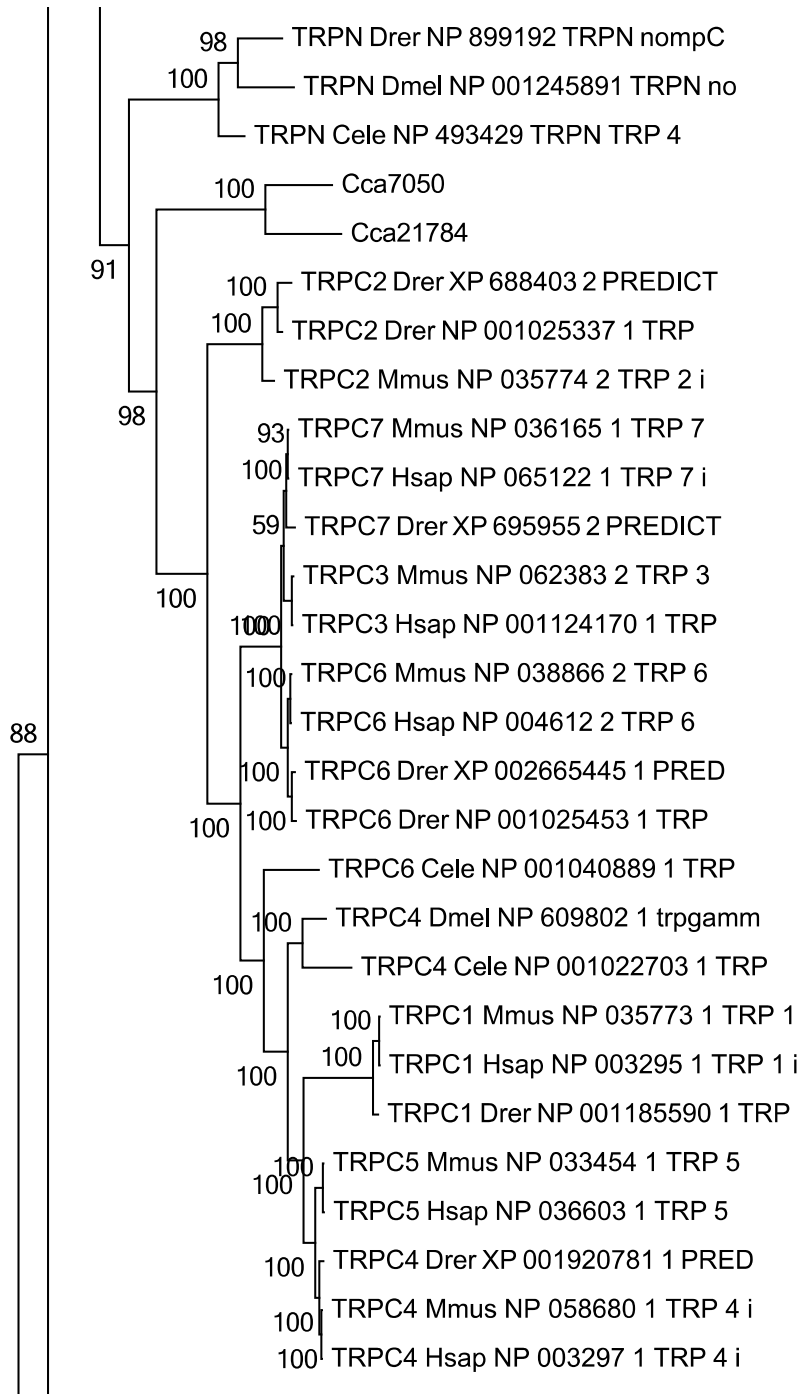 98
TRPN Drer NP 899192 TRPN nompC
100
TRPN Dmel NP 001245891 TRPN no
TRPN Cele NP 493429 TRPN TRP 4
100
Cca7050
Cca21784
91
100
TRPC2 Drer XP 688403 2 PREDICT
100
TRPC2 Drer NP 001025337 1 TRP
TRPC2 Mmus NP 035774 2 TRP 2 i
98
93
TRPC7 Mmus NP 036165 1 TRP 7
100
TRPC7 Hsap NP 065122 1 TRP 7 i
59
TRPC7 Drer XP 695955 2 PREDICT
TRPC3 Mmus NP 062383 2 TRP 3
100
100
100
TRPC3 Hsap NP 001124170 1 TRP
100
TRPC6 Mmus NP 038866 2 TRP 6
TRPC6 Hsap NP 004612 2 TRP 6
88
100
TRPC6 Drer XP 002665445 1 PRED
100
100
TRPC6 Drer NP 001025453 1 TRP
TRPC6 Cele NP 001040889 1 TRP
100
TRPC4 Dmel NP 609802 1 trpgamm
TRPC4 Cele NP 001022703 1 TRP
100
100
TRPC1 Mmus NP 035773 1 TRP 1
100
100
TRPC1 Hsap NP 003295 1 TRP 1 i
TRPC1 Drer NP 001185590 1 TRP
100
TRPC5 Mmus NP 033454 1 TRP 5
100
TRPC5 Hsap NP 036603 1 TRP 5
100
TRPC4 Drer XP 001920781 1 PRED
100
TRPC4 Mmus NP 058680 1 TRP 4 i
100
TRPC4 Hsap NP 003297 1 TRP 4 i